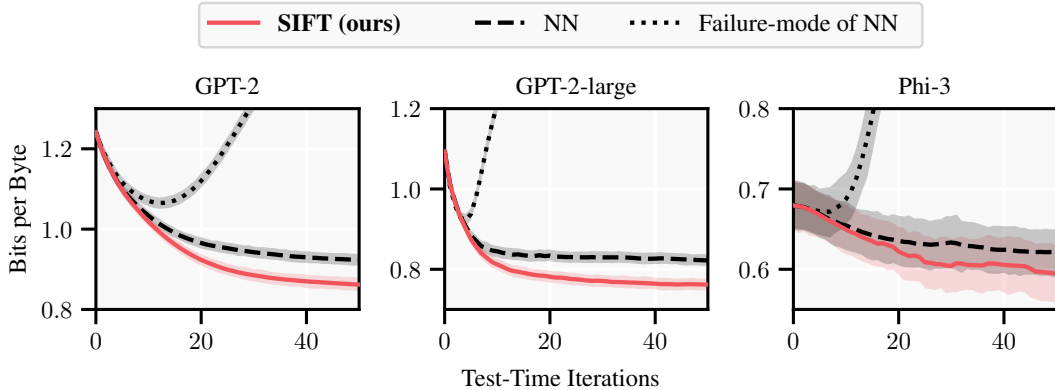 SIFT (ours) NN Failure-mode of NN
GPT-2 GPT-2-large Phi-3
Bits per Byte
1.2
1.0
0.8
0 20 40
1.2
1.0
0.8
0 20 40
0.8
0.7
0.6
0 20 40
Test-Time Iterations